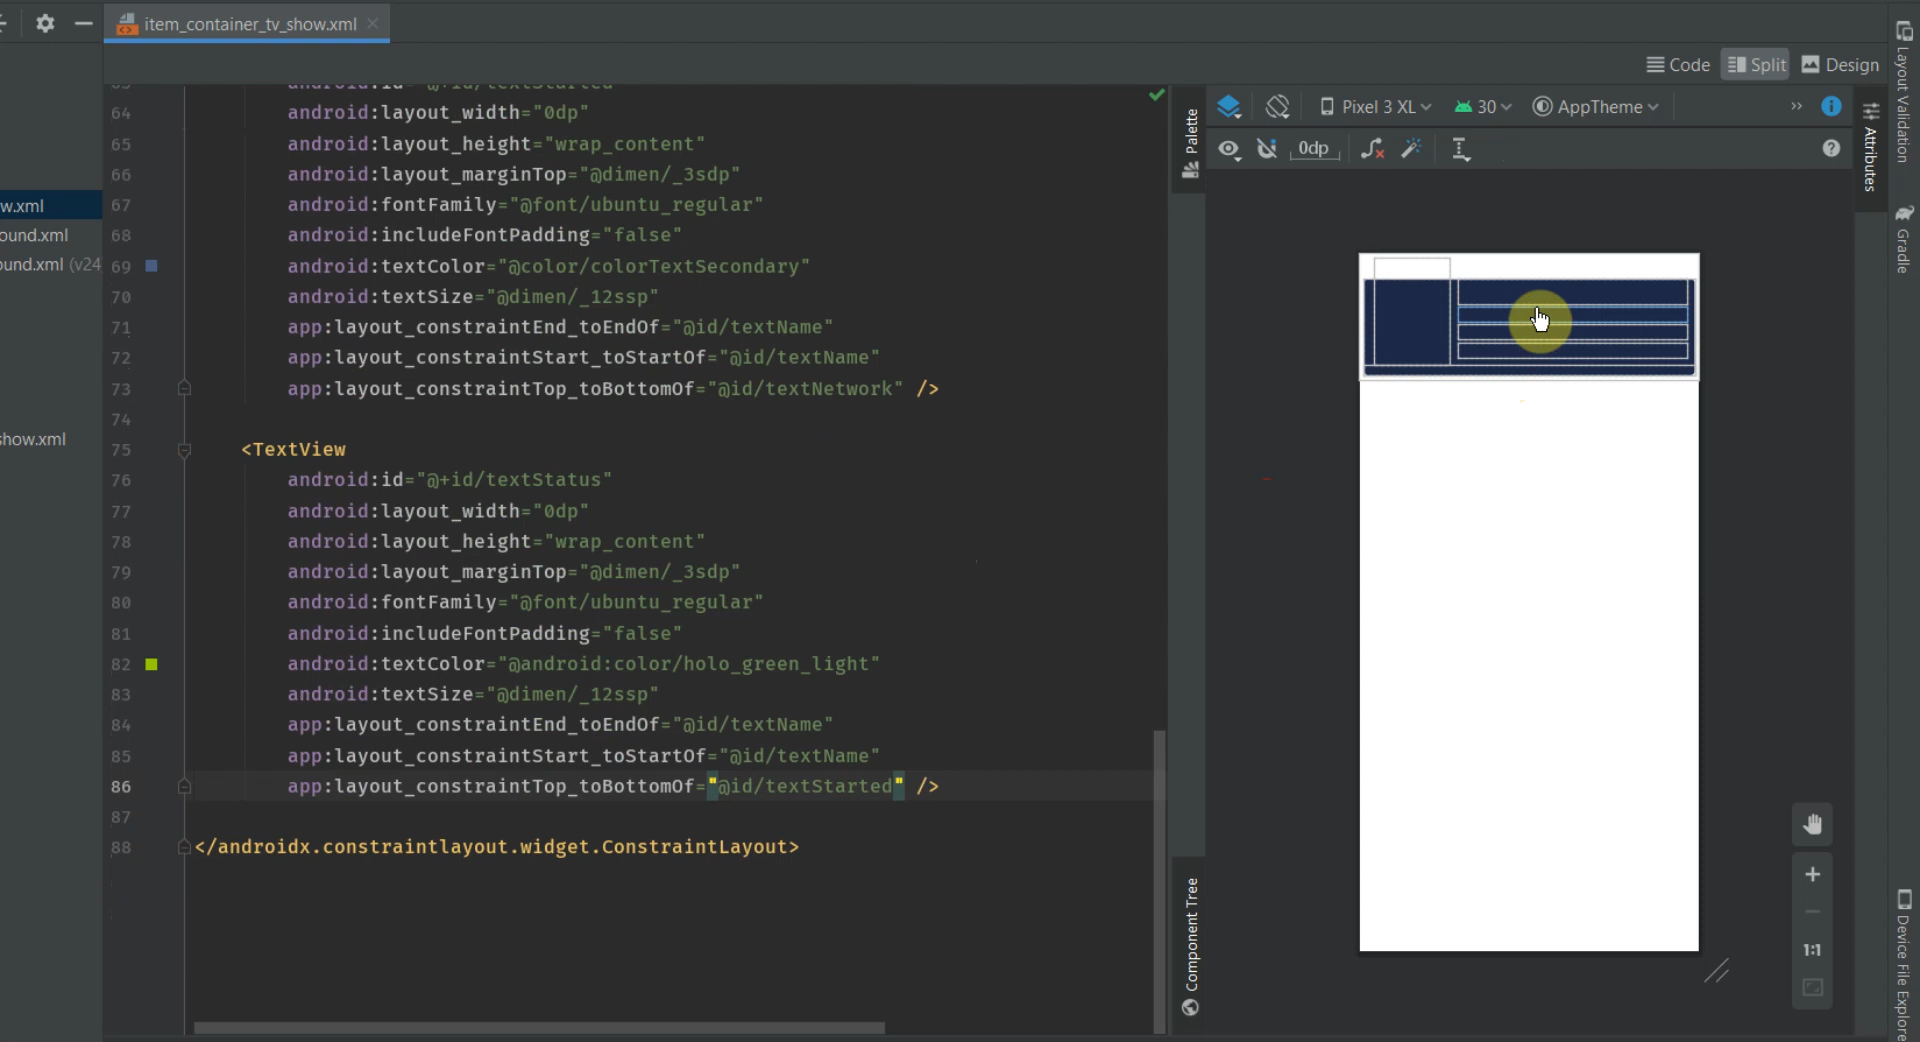 item_container_tv_show.xml
Code
Split
Design
Layout Validation
w.xml
ound.xml
und.xml (v24
show.xml
64 android:layout_width="0dp"
65 android:layout_height="wrap_content"
66 android:layout_marginTop="@dimen/_3sdp"
67 android:fontFamily="@font/ubuntu_regular"
68 android:includeFontPadding="false"
69 android:textColor="@color/colorTextSecondary"
70 android:textSize="@dimen/_12ssp"
71 app:layout_constraintEnd_toEndOf="@id/textName"
72 app:layout_constraintStart_toStartOf="@id/textName"
73 app:layout_constraintTop_toBottomOf="@id/textNetwork" />
74
75 <TextView
76 android:id="@+id/textStatus"
77 android:layout_width="0dp"
78 android:layout_height="wrap_content"
79 android:layout_marginTop="@dimen/_3sdp"
80 android:fontFamily="@font/ubuntu_regular"
81 android:includeFontPadding="false"
82 android:textColor="@android:color/holo_green_light"
83 android:textSize="@dimen/_12ssp"
84 app:layout_constraintEnd_toEndOf="@id/textName"
85 app:layout_constraintStart_toStartOf="@id/textName"
86 app:layout_constraintTop_toBottomOf="@id/textStarted" />
87
88 </androidx.constraintlayout.widget.ConstraintLayout>
Palette
Component Tree
Pixel 3 XL
30
AppTheme
0dp
Attributes
Gradle
1:1
Device File Explore